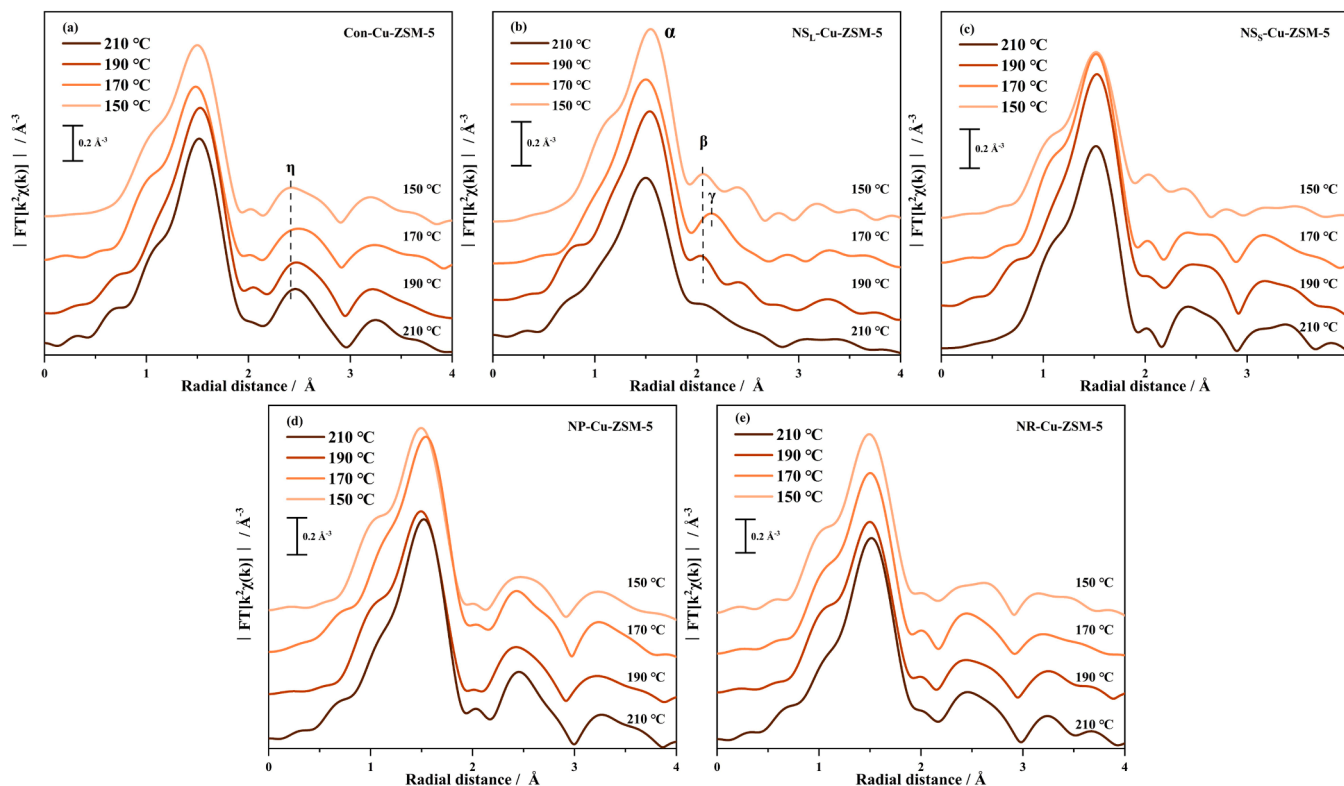 (a)
Con-Cu-ZSM-5
210 °C
190 °C
170 °C
150 °C
0.2 Å⁻³
η
150 °C
170 °C
190 °C
210 °C
| FT[k²χ(k)] | / Å⁻³
0 1 2 3 4
Radial distance / Å
(b)
NS_L-Cu-ZSM-5
210 °C
190 °C
170 °C
150 °C
0.2 Å⁻³
α
β
γ
150 °C
170 °C
190 °C
210 °C
| FT[k²χ(k)] | / Å⁻³
0 1 2 3 4
Radial distance / Å
(c)
NS_S-Cu-ZSM-5
210 °C
190 °C
170 °C
150 °C
0.2 Å⁻³
150 °C
170 °C
190 °C
210 °C
| FT[k²χ(k)] | / Å⁻³
0 1 2 3
Radial distance / Å
(d)
NP-Cu-ZSM-5
210 °C
190 °C
170 °C
150 °C
0.2 Å⁻³
150 °C
170 °C
190 °C
210 °C
| FT[k²χ(k)] | / Å⁻³
0 1 2 3 4
Radial distance / Å
(e)
NR-Cu-ZSM-5
210 °C
190 °C
170 °C
150 °C
0.2 Å⁻³
150 °C
170 °C
190 °C
210 °C
| FT[k²χ(k)] | / Å⁻³
0 1 2 3 4
Radial distance / Å